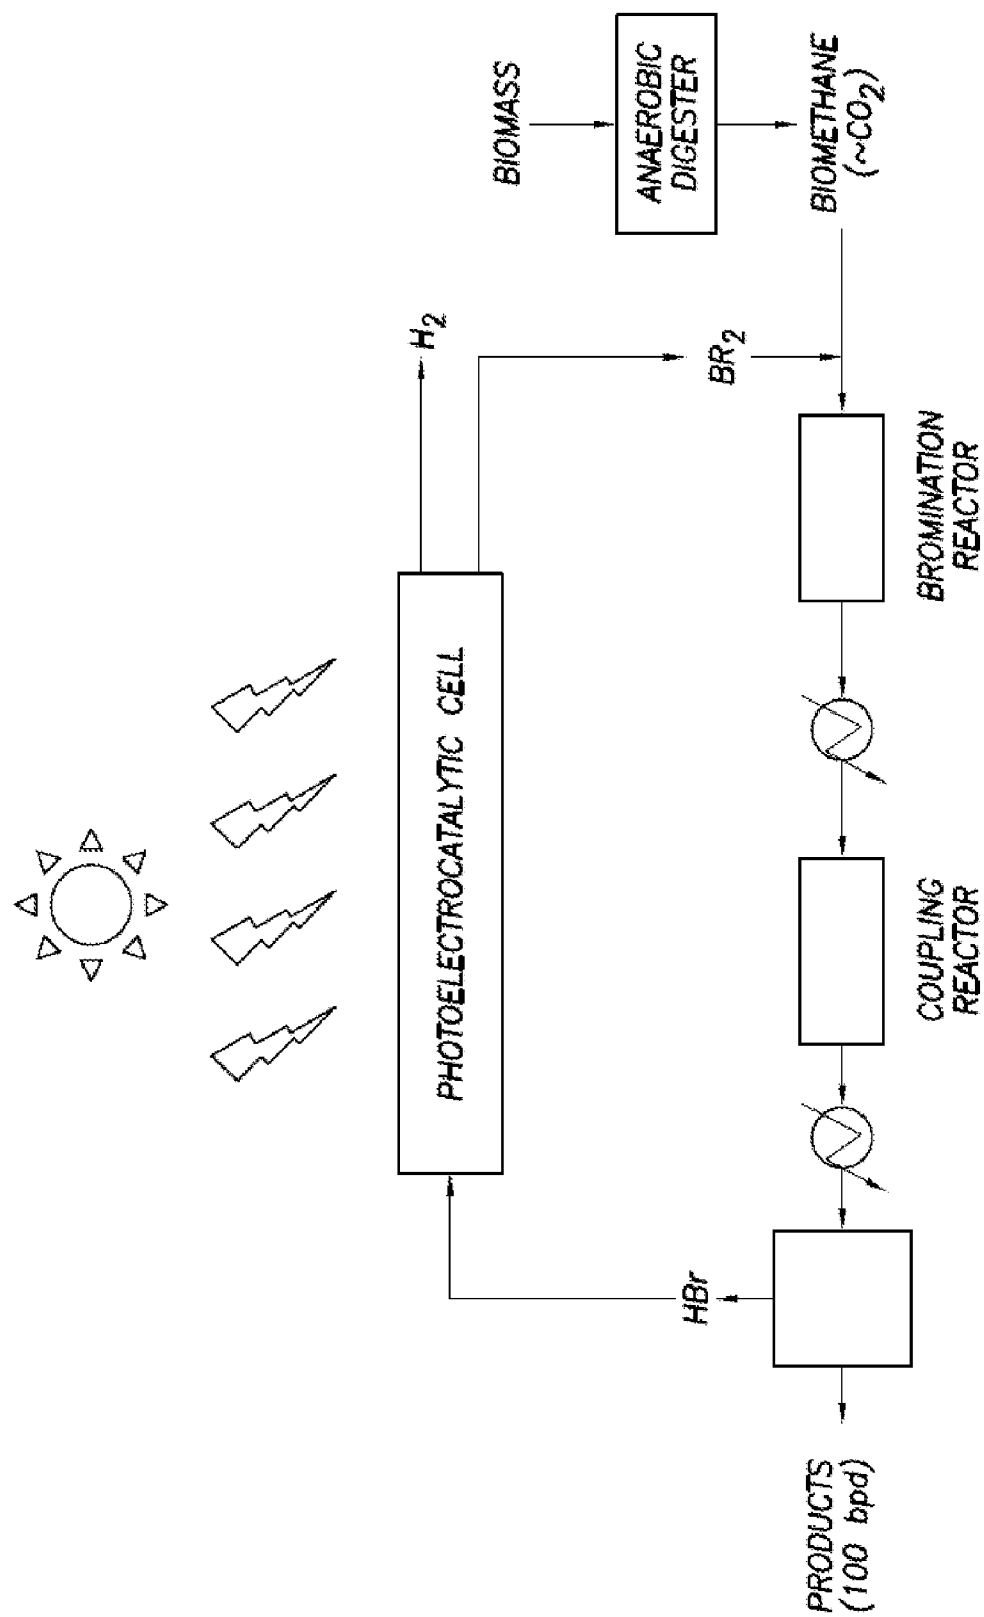 BIOMASS
ANAEROBIC
DIGESTER
BIOMETHANE
(~CO2)
H2
BR2
PHOTOELECTROCATALYTIC CELL
BROMINATION
REACTOR
COUPLING
REACTOR
HBr
PRODUCTS
(100 bpd)